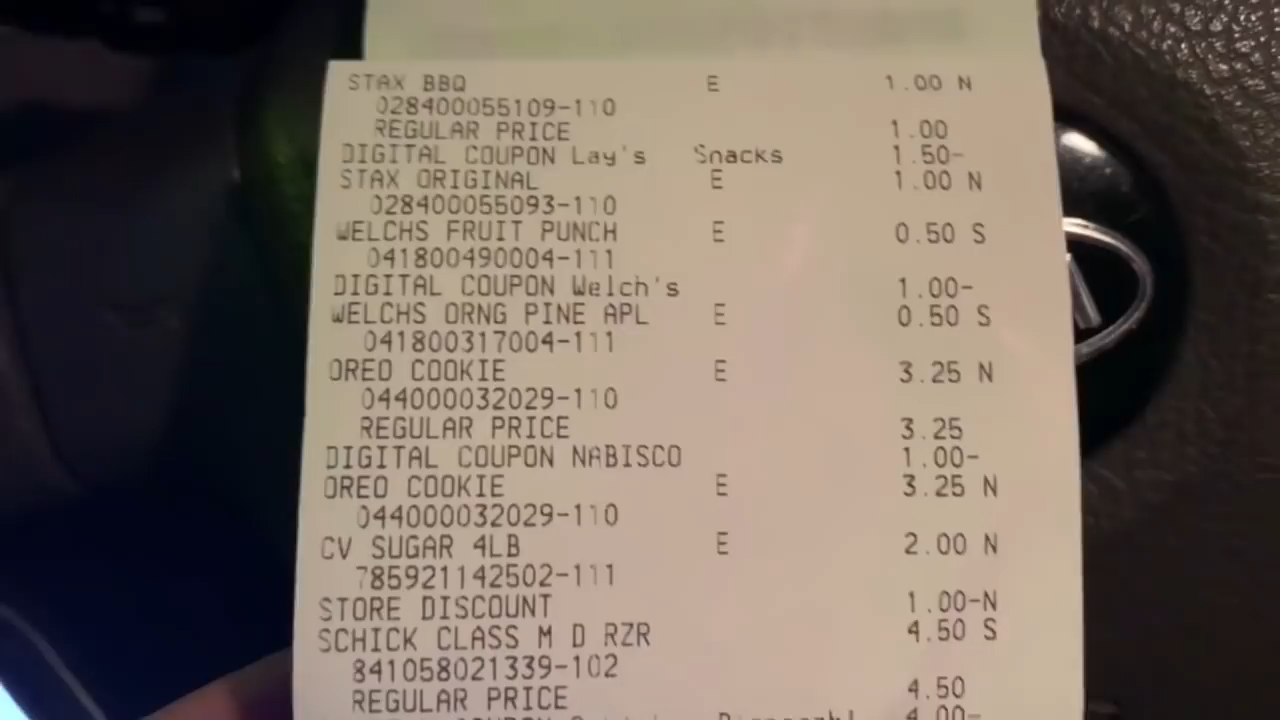 STAX BBQ E 1.00 N
028400055109-110
REGULAR PRICE 1.00
DIGITAL COUPON Lay's Snacks 1.50-
STAX ORIGINAL E 1.00 N
028400055093-110
WELCHS FRUIT PUNCH E 0.50 S
041800490004-111
DIGITAL COUPON Welch's 1.00-
WELCHS ORNG PINE APL E 0.50 S
041800317004-111
OREO COOKIE E 3.25 N
044000032029-110
REGULAR PRICE 3.25
DIGITAL COUPON NABISCO 1.00-
OREO COOKIE E 3.25 N
044000032029-110
CV SUGAR 4LB E 2.00 N
785921142502-111
STORE DISCOUNT 1.00-N
SCHICK CLASS M D RZR 4.50 S
841058021339-102
REGULAR PRICE 4.50
COUPON 4.00-